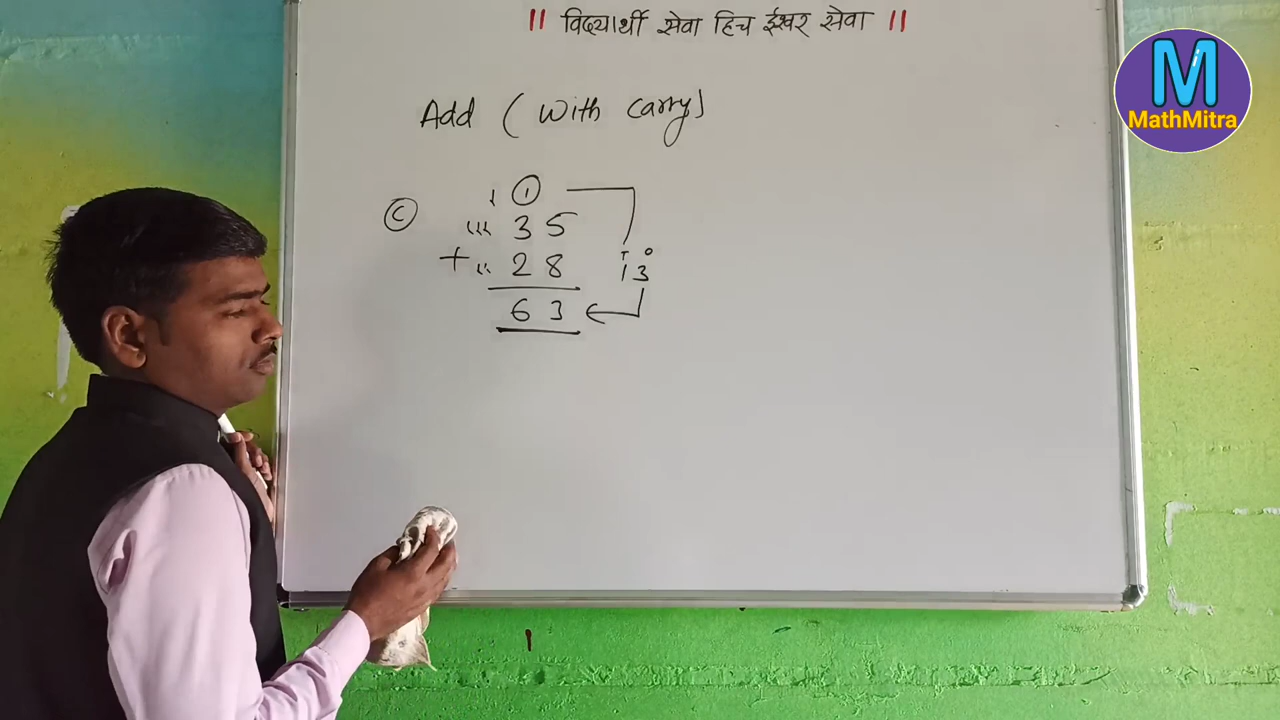 || विद्यार्थी सेवा हिच ईश्वर सेवा ||
M
MathMitra
Add (With Carry)
C
1
35
+ 28
T O
13
63